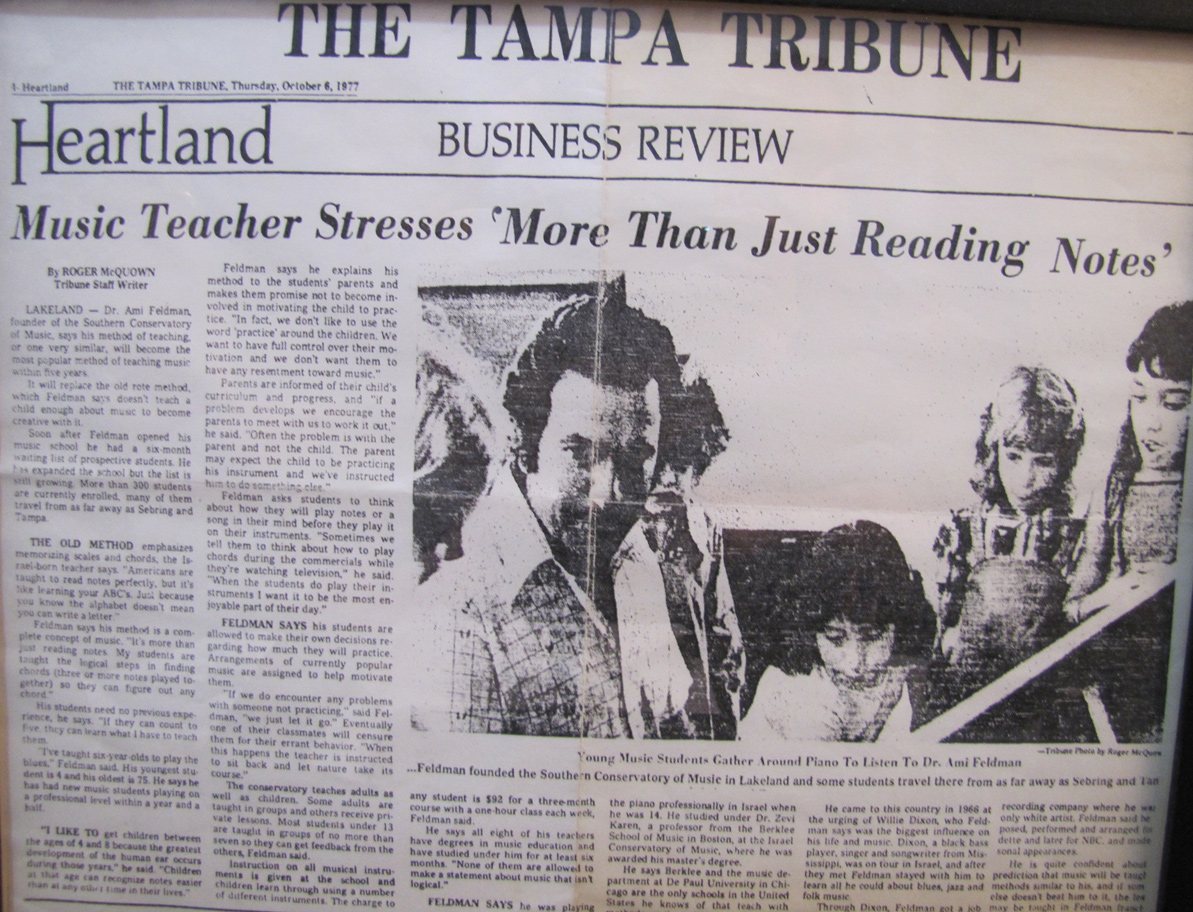 THE TAMPA TRIBUNE
4- Heartland THE TAMPA TRIBUNE, Thursday, October 6, 1977
Heartland BUSINESS REVIEW
Music Teacher Stresses ‘More Than Just Reading Notes’
By ROGER McQUOWN
Tribune Staff Writer
LAKELAND — Dr. Ami Feldman,
founder of the Southern Conservatory
of Music, says his method of teaching,
or one very similar, will become the
most popular method of teaching music
within five years.
It will replace the old rote method,
which Feldman says doesn't teach a
child enough about music to become
creative with it.
Soon after Feldman opened his
music school he had a six-month
waiting list of prospective students. He
has expanded the school but the list is
still growing. More than 300 students
are currently enrolled, many of them
travel from as far away as Sebring and
Tampa.
THE OLD METHOD emphasizes
memorizing scales and chords, the Is-
rael-born teacher says. "Americans are
taught to read notes perfectly, but it's
like learning your ABC's. Just because
you know the alphabet doesn't mean
you can write a letter."
Feldman says his method is a com-
plete concept of music. "It's more than
just reading notes. My students are
taught the logical steps in finding
chords (three or more notes played to-
gether) so they can figure out any
chord."
His students need no previous expe-
rience, he says. "If they can count to
five, they can learn what I have to teach
them.
"I've taught six-year-olds to play the
blues," Feldman said. His youngest stu-
dent is 4 and his oldest is 75. He says he
has had new music students playing on
a professional level within a year and a
half.
"I LIKE TO get children between
the ages of 4 and 8 because the greatest
development of the human ear occurs
during those years," he said. "Children
at that age can recognize notes easier
than at any other time in their lives."
Feldman says he explains his
method to the students' parents and
makes them promise not to become in-
volved in motivating the child to prac-
tice. "In fact, we don't like to use the
word 'practice' around the children. We
want to have full control over their mo-
tivation and we don't want them to
have any resentment toward music."
Parents are informed of their child's
curriculum and progress, and "if a
problem develops we encourage the
parents to meet with us to work it out,"
he said. "Often the problem is with the
parent and not the child. The parent
may expect the child to be practicing
his instrument and we've instructed
him to do something else."
Feldman asks students to think
about how they will play notes or a
song in their mind before they play it
on their instruments. "Sometimes we
tell them to think about how to play
chords during the commercials while
they're watching television," he said.
"When the students do play their in-
struments I want it to be the most en-
joyable part of their day."
FELDMAN SAYS his students are
allowed to make their own decisions re-
garding how much they will practice.
Arrangements of currently popular
music are assigned to help motivate
them.
"If we do encounter any problems
with someone not practicing," said Fel-
dman, "we just let it go." Eventually
one of their classmates will censure
them for their errant behavior. "When
this happens the teacher is instructed
to sit back and let nature take its
course."
The conservatory teaches adults as
well as children. Some adults are
taught in groups and others receive pri-
vate lessons. Most students under 13
are taught in groups of no more than
seven so they can get feedback from the
others, Feldman said.
Instruction on all musical instru-
ments is given at the school and
children learn through using a number
of different instruments. The charge to
—Tribune Photo by Roger McQuown
Young Music Students Gather Around Piano To Listen To Dr. Ami Feldman
...Feldman founded the Southern Conservatory of Music in Lakeland and some students travel there from as far away as Sebring and Tam
any student is $92 for a three-month
course with a one-hour class each week,
Feldman said.
He says all eight of his teachers
have degrees in music education and
have studied under him for at least six
months. "None of them are allowed to
make a statement about music that isn't
logical."
FELDMAN SAYS he was playing
the piano professionally in Israel when
he was 14. He studied under Dr. Zevi
Karen, a professor from the Berklee
School of Music in Boston, at the Israel
Conservatory of Music, where he was
awarded his master's degree.
He says Berklee and the music de-
partment at De Paul University in Chi-
cago are the only schools in the United
States he knows of that teach with
He came to this country in 1966 at
the urging of Willie Dixon, who Feld-
man says was the biggest influence on
his life and music. Dixon, a black bass
player, singer and songwriter from Mis-
sissippi, was on tour in Israel, and after
they met Feldman stayed with him to
learn all he could about blues, jazz and
folk music.
Through Dixon, Feldman got a job
recording company where he was
only white artist. Feldman said he
posed, performed and arranged for
dette and later for NBC, and made
sonal appearances.
He is quite confident about
prediction that music will be taught
methods similar to his, and if some
else doesn't beat him to it, the
may be taught in Feldman